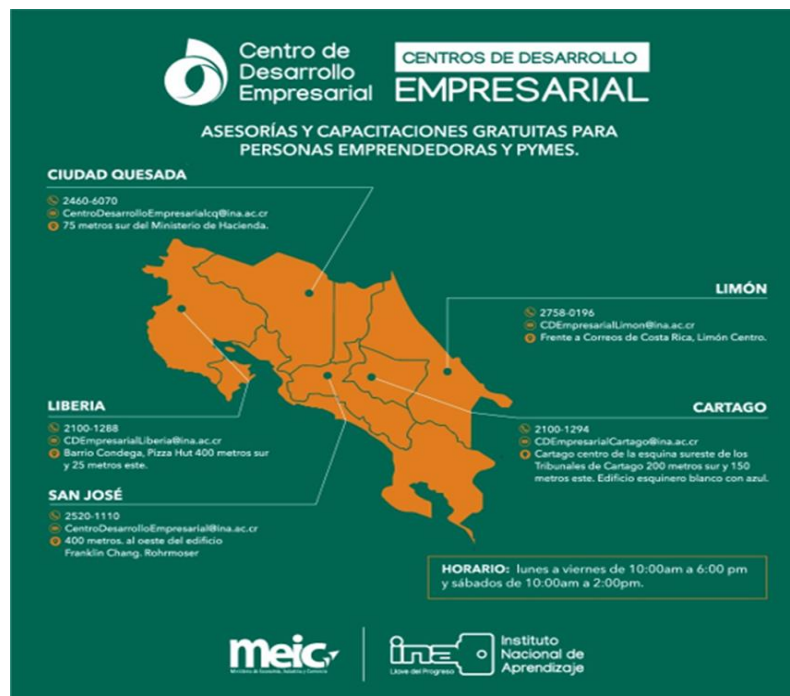 Centro de
Desarrollo
Empresarial
CENTROS DE DESARROLLO
EMPRESARIAL
ASESORÍAS Y CAPACITACIONES GRATUITAS PARA
PERSONAS EMPRENDEDORAS Y PYMES.
CIUDAD QUESADA
2460-6070
CentroDesarrolloEmpresarialcq@ina.ac.cr
75 metros sur del Ministerio de Hacienda.
LIMÓN
2758-0196
CDEmpresarialLimon@ina.ac.cr
Frente a Correos de Costa Rica, Limón Centro.
LIBERIA
2100-1288
CDEmpresarialLiberia@ina.ac.cr
Barrio Condega, Pizza Hut 400 metros sur
y 25 metros este.
CARTAGO
2100-1294
CDEmpresarialCartago@ina.ac.cr
Cartago centro de la esquina sureste de los
Tribunales de Cartago 200 metros sur y 150
metros este. Edificio esquinero blanco con azul.
SAN JOSÉ
2520-1110
CentroDesarrolloEmpresarial@ina.ac.cr
400 metros. al oeste del edificio
Franklin Chang. Rohrmoser
HORARIO: lunes a viernes de 10:00am a 6:00 pm
y sábados de 10:00am a 2:00pm.
meic
Ministerio de Economía, Industria y Comercio
ina
Llave del Progreso
Instituto
Nacional de
Aprendizaje